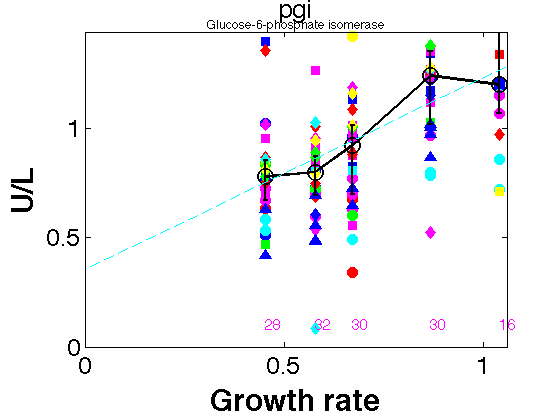 pgi
Glucose-6-phosphate isomerase
U/L
1
0.5
0
28 32 30 30 16
0 0.5 1
Growth rate